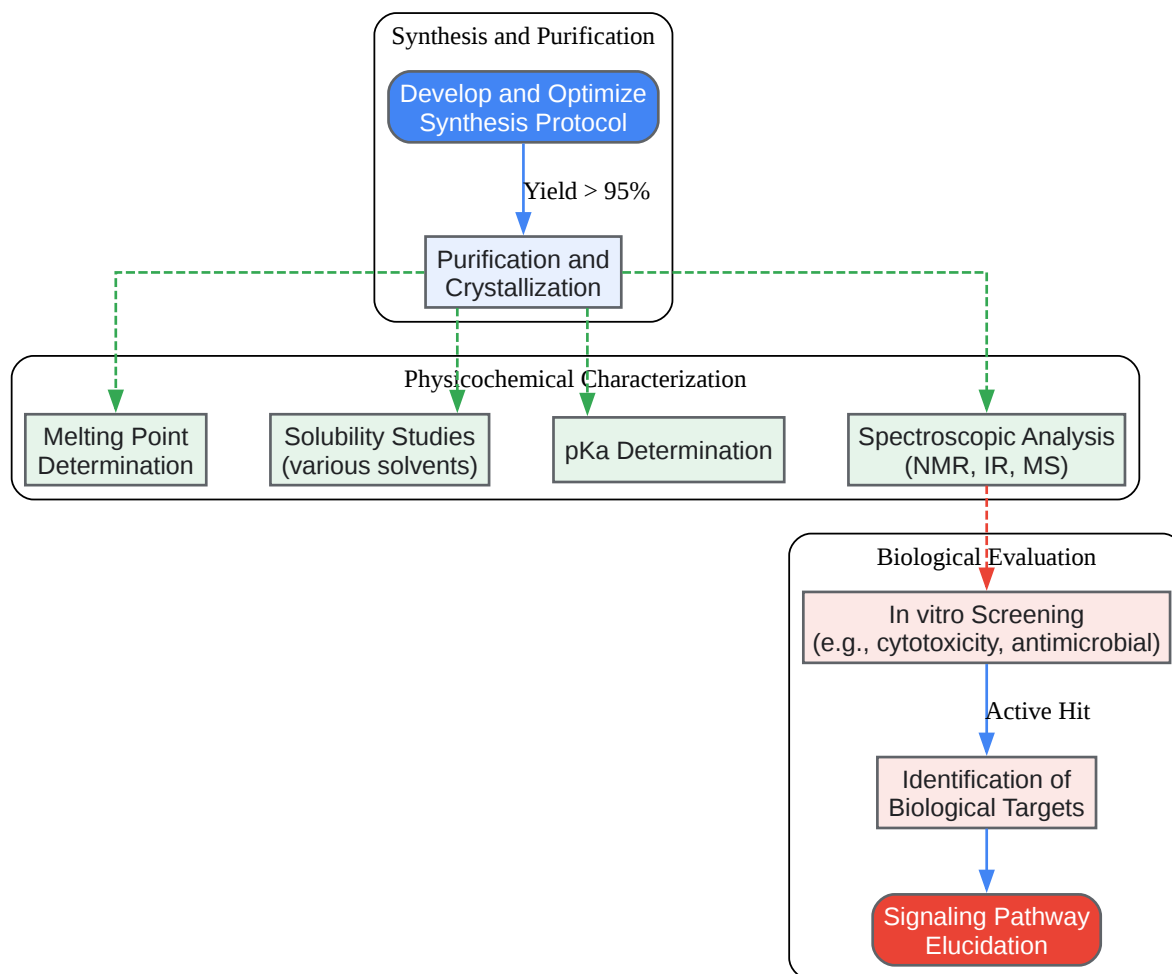 Synthesis and Purification
Develop and Optimize
Synthesis Protocol
Yield > 95%
Purification and
Crystallization
Physicochemical Characterization
Melting Point
Determination
Solubility Studies
(various solvents)
pKa Determination
Spectroscopic Analysis
(NMR, IR, MS)
Biological Evaluation
In vitro Screening
(e.g., cytotoxicity, antimicrobial)
Active Hit
Identification of
Biological Targets
Signaling Pathway
Elucidation